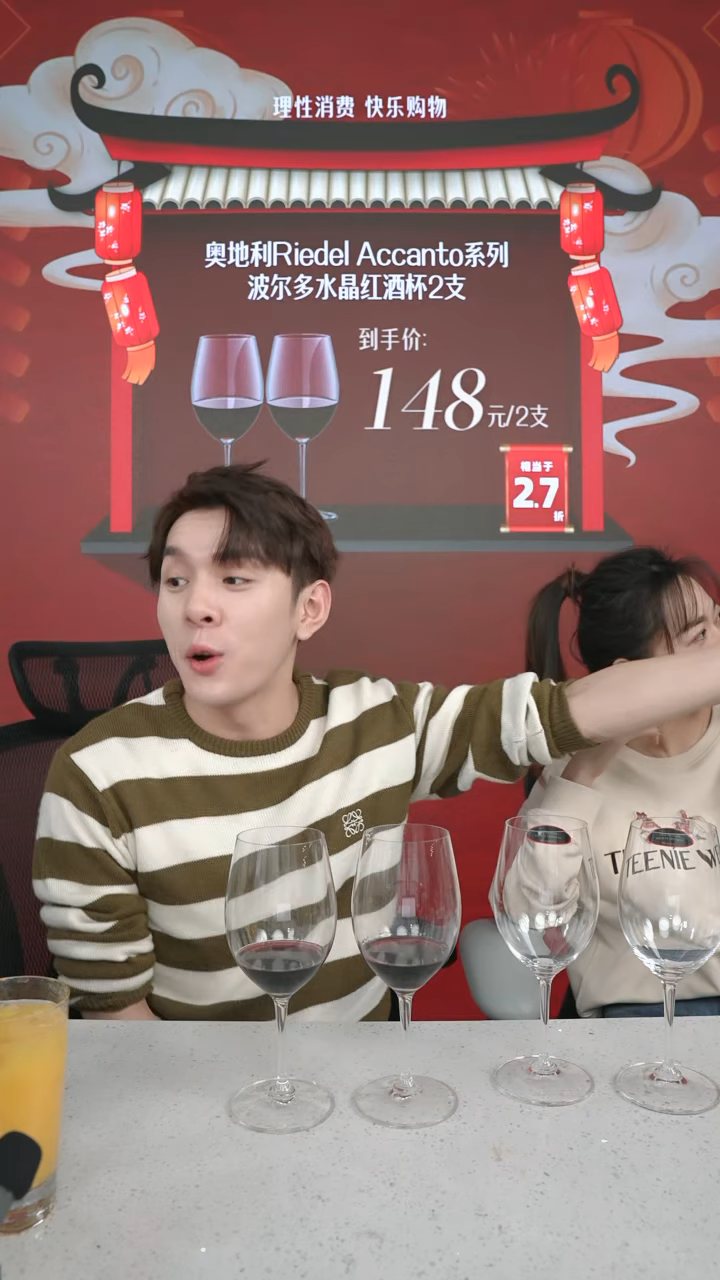 理性消费 快乐购物
奥地利Riedel Accanto系列
波尔多水晶红酒杯2支
到手价:
148元/2支
相当于
2.7
折
TEENIE W